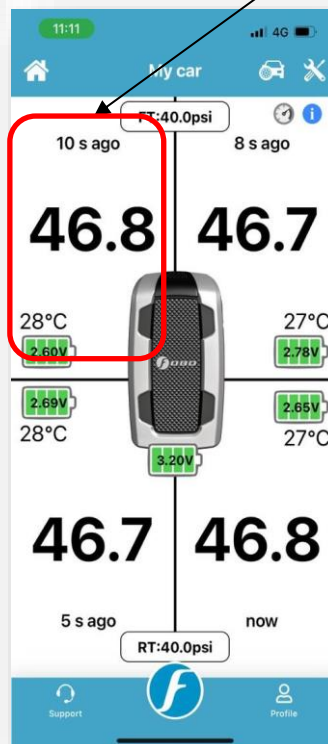 11:11
4G
My car
FT:40.0psi
10 s ago
8 s ago
46.8
46.7
28°C
27°C
2.60V
2.78V
FOBO
2.69V
2.65V
28°C
27°C
3.20V
46.7
46.8
5 s ago
now
RT:40.0psi
Support
Profile